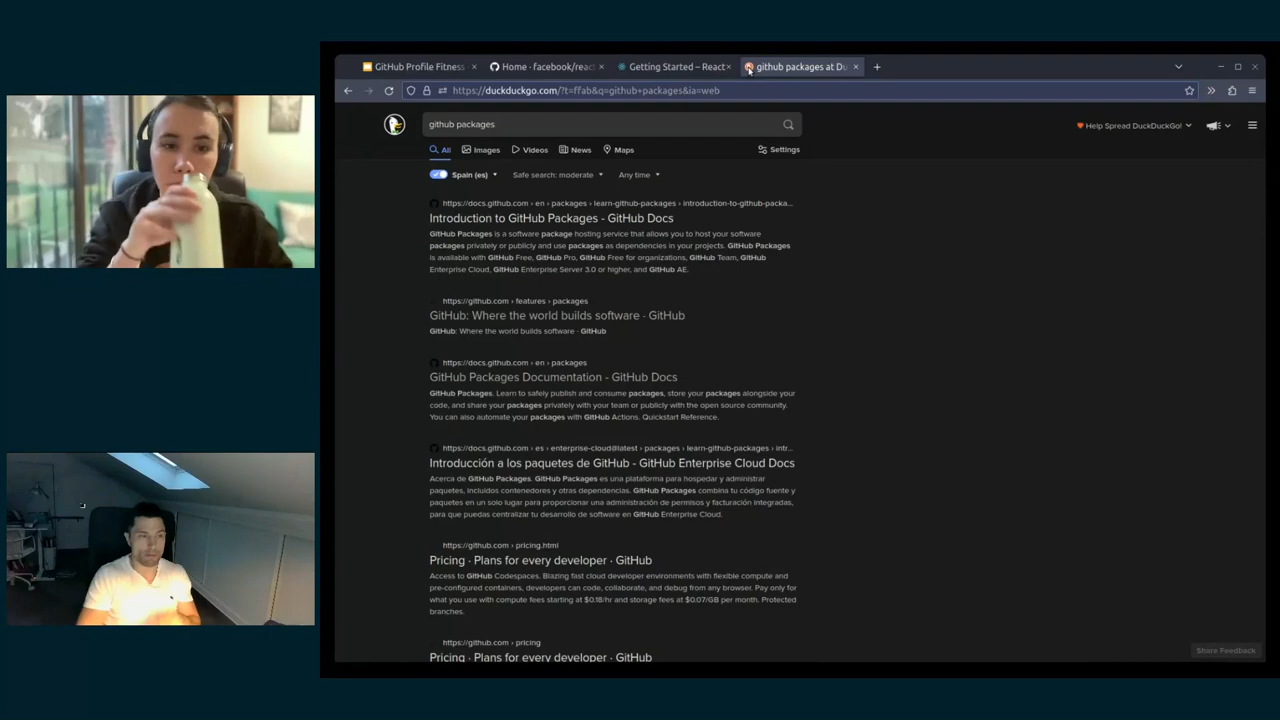 GitHub Profile Fitness
Home · facebook/reac
Getting Started – React
github packages at Du
https://duckduckgo.com/?t=ffab&q=github+packages&ia=web
github packages
Help Spread DuckDuckGo!
All
Images
Videos
News
Maps
Settings
Spain (es)
Safe search: moderate
Any time
https://docs.github.com › en › packages › learn-github-packages › introduction-to-github-packa...
Introduction to GitHub Packages - GitHub Docs
GitHub Packages is a software package hosting service that allows you to host your software
packages privately or publicly and use packages as dependencies in your projects. GitHub Packages
is available with GitHub Free, GitHub Pro, GitHub Free for organizations, GitHub Team, GitHub
Enterprise Cloud, GitHub Enterprise Server 3.0 or higher, and GitHub AE.
https://github.com › features › packages
GitHub: Where the world builds software · GitHub
GitHub: Where the world builds software · GitHub
https://docs.github.com › en › packages
GitHub Packages Documentation - GitHub Docs
GitHub Packages. Learn to safely publish and consume packages, store your packages alongside your
code, and share your packages privately with your team or publicly with the open source community.
You can also automate your packages with GitHub Actions. Quickstart Reference.
https://docs.github.com › es › enterprise-cloud@latest › packages › learn-github-packages › intr...
Introducción a los paquetes de GitHub - GitHub Enterprise Cloud Docs
Acerca de GitHub Packages. GitHub Packages es una plataforma para hospedar y administrar
paquetes, incluidos contenedores y otras dependencias. GitHub Packages combina tu código fuente y
paquetes en un solo lugar para proporcionar una administración de permisos y facturación integradas,
para que puedas centralizar tu desarrollo de software en GitHub Enterprise Cloud.
https://github.com › pricing.html
Pricing · Plans for every developer · GitHub
Access to GitHub Codespaces. Blazing fast cloud developer environments with flexible compute and
pre-configured containers, developers can code, collaborate, and debug from any browser. Pay only for
what you use with compute fees starting at $0.18/hr and storage fees at $0.07/GB per month. Protected
branches.
https://github.com › pricing
Pricing · Plans for every developer · GitHub
Share Feedback